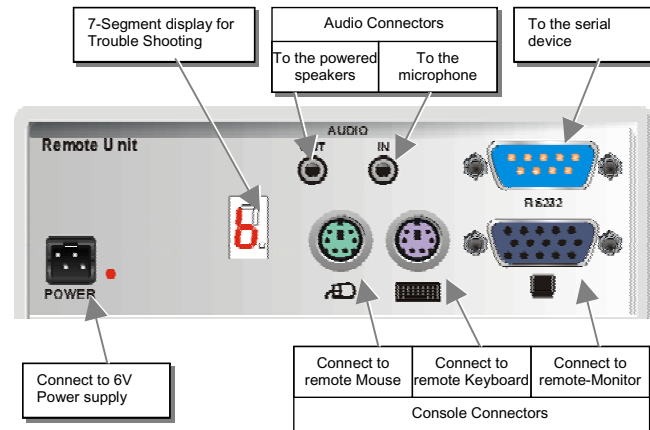 7-Segment display for
Trouble Shooting
Audio Connectors
To the powered
speakers
To the
microphone
To the serial
device
Remote Unit
AUDIO
OUT
IN
RS232
6
POWER
Connect to 6V
Power supply
Connect to
remote Mouse
Connect to
remote Keyboard
Connect to
remote-Monitor
Console Connectors